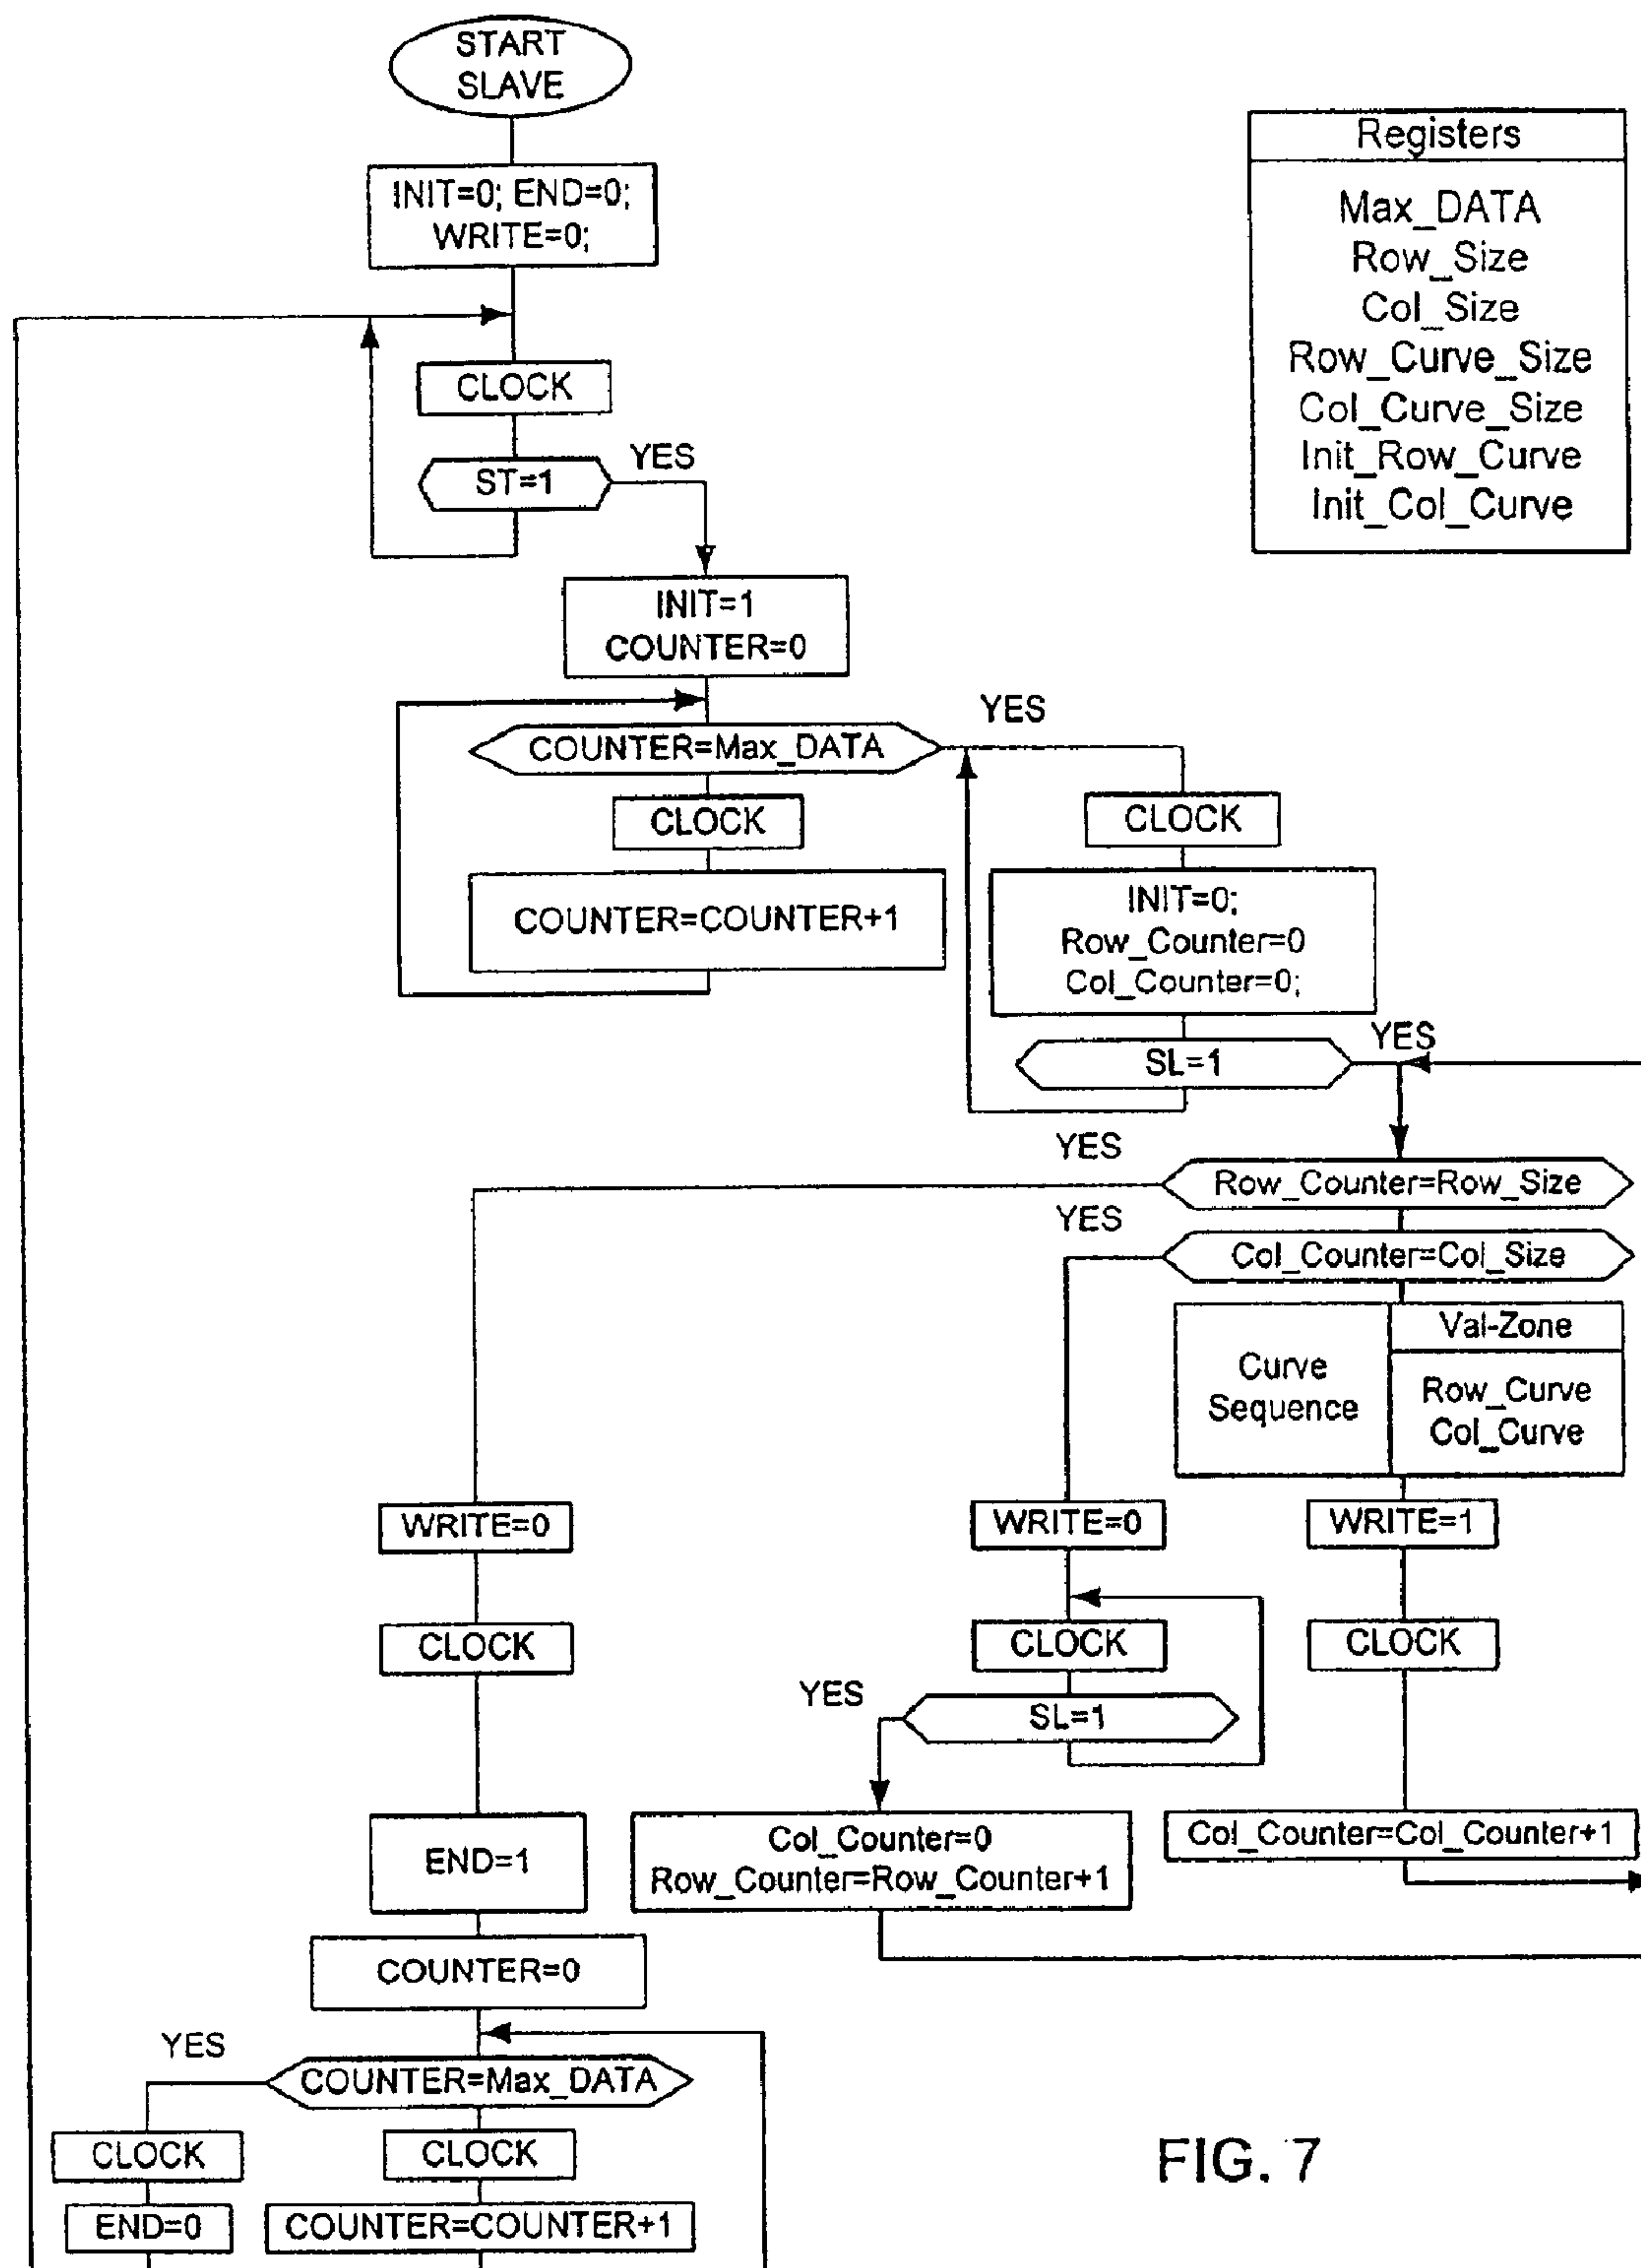 START
SLAVE
INIT=0; END=0;
WRITE=0;
CLOCK
ST=1
YES
Registers
Max_DATA
Row_Size
Col_Size
Row_Curve_Size
Col_Curve_Size
Init_Row_Curve
Init_Col_Curve
INIT=1
COUNTER=0
COUNTER=Max_DATA
YES
CLOCK
COUNTER=COUNTER+1
CLOCK
INIT=0;
Row_Counter=0
Col_Counter=0;
SL=1
YES
YES
Row_Counter=Row_Size
YES
Col_Counter=Col_Size
Curve
Sequence
Val-Zone
Row_Curve
Col_Curve
WRITE=0
WRITE=0
WRITE=1
CLOCK
CLOCK
CLOCK
YES
SL=1
END=1
Col_Counter=0
Row_Counter=Row_Counter+1
Col_Counter=Col_Counter+1
COUNTER=0
YES
COUNTER=Max_DATA
CLOCK
CLOCK
END=0
COUNTER=COUNTER+1
FIG. 7